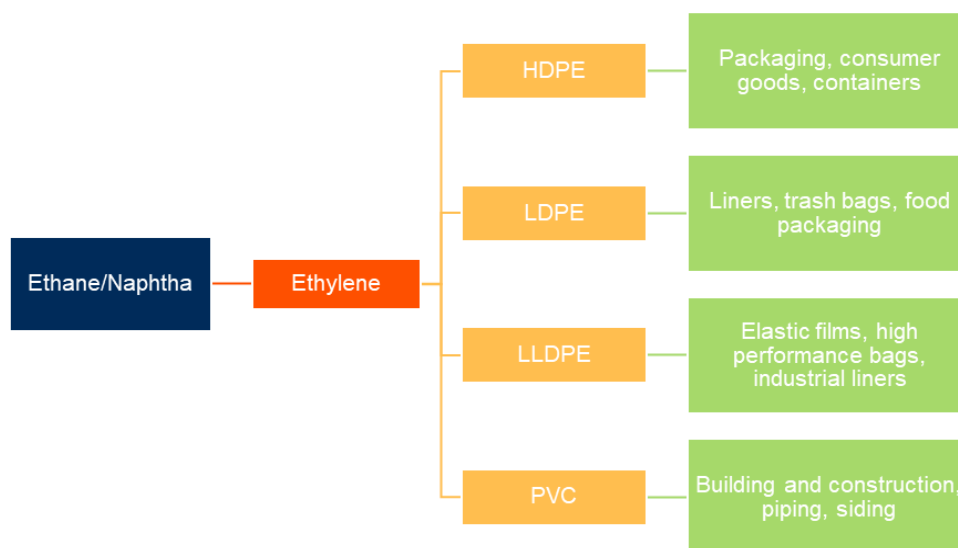 Ethane/Naphtha
Ethylene
HDPE
Packaging, consumer
goods, containers
LDPE
Liners, trash bags, food
packaging
LLDPE
Elastic films, high
performance bags,
industrial liners
PVC
Building and construction,
piping, siding